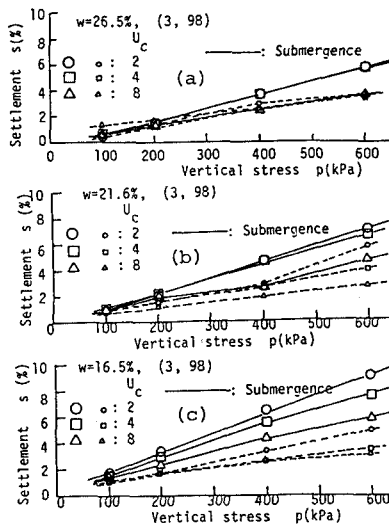 w=26.5%, (3, 98)
Uc
○ ∘ : 2
□ ▫ : 4
△ ▵ : 8
——: Submergence
(a)
Settlement s(%)
8
6
4
2
0
0 100 200 300 400 500 600
Vertical stress p(kPa)
w=21.6%, (3, 98)
Uc
○ ∘ : 2
□ ▫ : 4
△ ▵ : 8
——: Submergence
(b)
Settlement s (%)
10
8
6
4
2
0 100 200 300 400 500 600
Vertical stress p(kPa)
w=16.5%, (3, 98)
Uc
○ ∘ : 2
□ ▫ : 4
△ ▵ : 8
——: Submergence
(c)
Settlement s (%)
10
8
6
4
2
0
0 100 200 300 400 500 600
Vertical stress p(kPa)